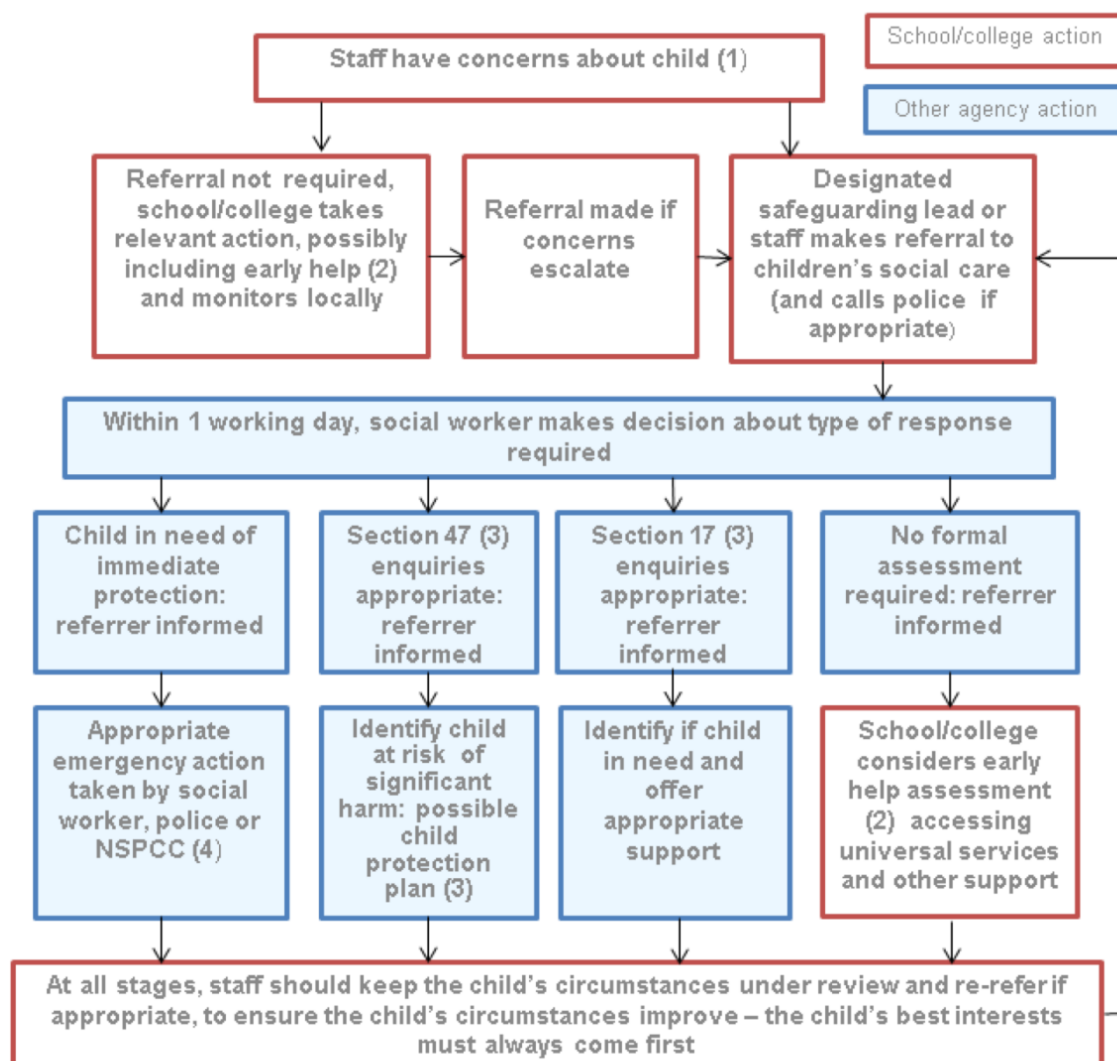 School/college action
Staff have concerns about child (1)
Other agency action
Referral not required,
school/college takes
relevant action, possibly
including early help (2)
and monitors locally
Referral made if
concerns
escalate
Designated
safeguarding lead or
staff makes referral to
children's social care
(and calls police if
appropriate)
Within 1 working day, social worker makes decision about type of response
required
Child in need of
immediate
protection:
referrer informed
Section 47 (3)
enquiries
appropriate:
referrer
informed
Section 17 (3)
enquiries
appropriate:
referrer
informed
No formal
assessment
required: referrer
informed
Appropriate
emergency action
taken by social
worker, police or
NSPCC (4)
Identify child
at risk of
significant
harm: possible
child
protection
plan (3)
Identify if child
in need and
offer
appropriate
support
School/college
considers early
help assessment
(2) accessing
universal services
and other support
At all stages, staff should keep the child's circumstances under review and re-refer if
appropriate, to ensure the child's circumstances improve – the child's best interests
must always come first